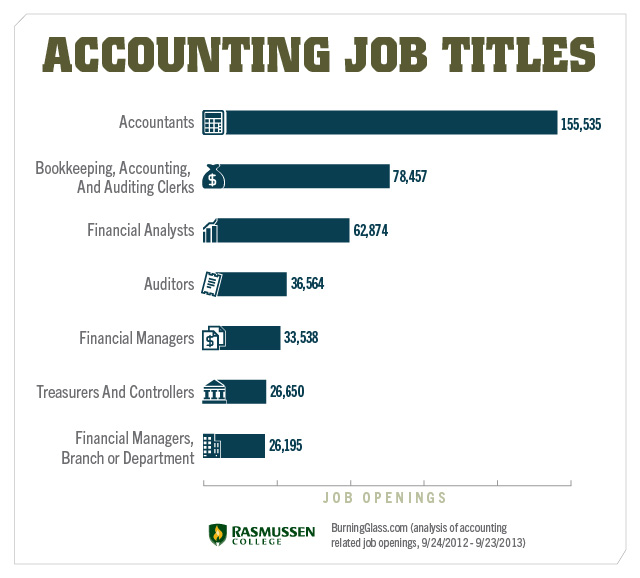 ACCOUNTING JOB TITLES
Accountants
155,535
Bookkeeping, Accounting,
And Auditing Clerks
78,457
Financial Analysts
62,874
Auditors
36,564
Financial Managers
33,538
Treasurers And Controllers
26,650
Financial Managers,
Branch or Department
26,195
JOB OPENINGS
RASMUSSEN
COLLEGE
BurningGlass.com (analysis of accounting
related job openings, 9/24/2012 - 9/23/2013)